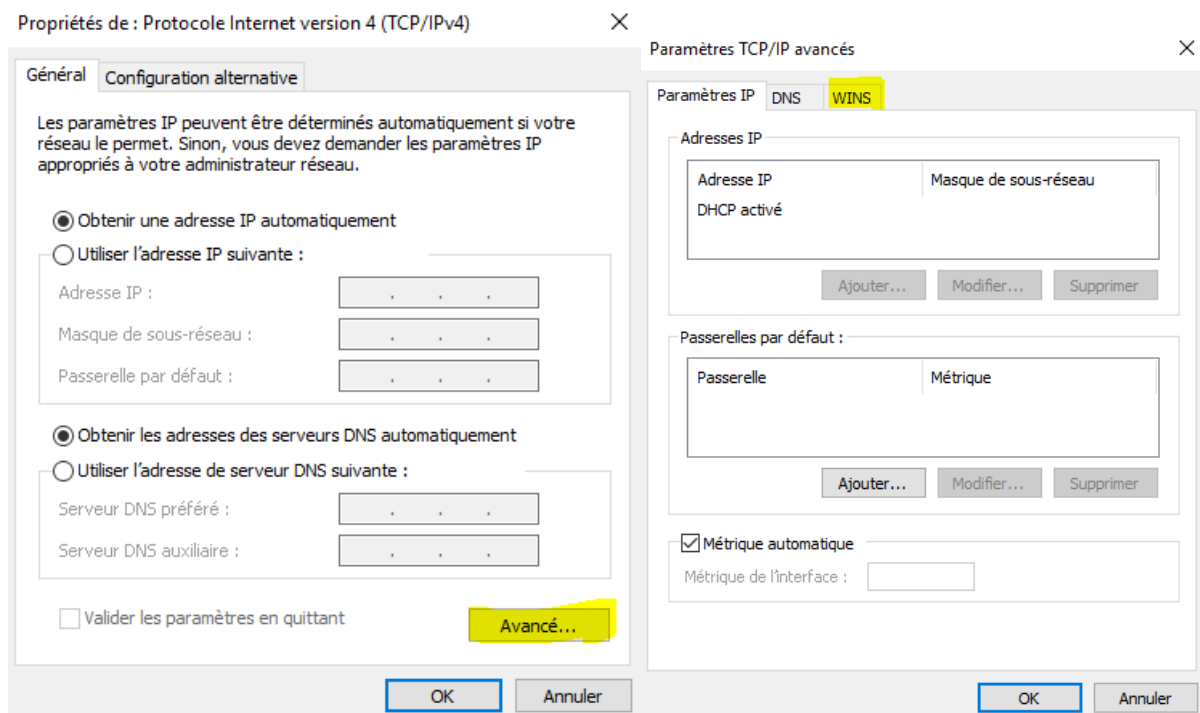 Propriétés de : Protocole Internet version 4 (TCP/IPv4)
Général
Configuration alternative
Les paramètres IP peuvent être déterminés automatiquement si votre
réseau le permet. Sinon, vous devez demander les paramètres IP
appropriés à votre administrateur réseau.
Obtenir une adresse IP automatiquement
Utiliser l'adresse IP suivante :
Adresse IP :
Masque de sous-réseau :
Passerelle par défaut :
Obtenir les adresses des serveurs DNS automatiquement
Utiliser l'adresse de serveur DNS suivante :
Serveur DNS préféré :
Serveur DNS auxiliaire :
Valider les paramètres en quittant
Avancé...
OK
Annuler
Paramètres TCP/IP avancés
Paramètres IP
DNS
WINS
Adresses IP
Adresse IP
Masque de sous-réseau
DHCP activé
Ajouter...
Modifier...
Supprimer
Passerelles par défaut :
Passerelle
Métrique
Ajouter...
Modifier...
Supprimer
Métrique automatique
Métrique de l'interface :
OK
Annuler